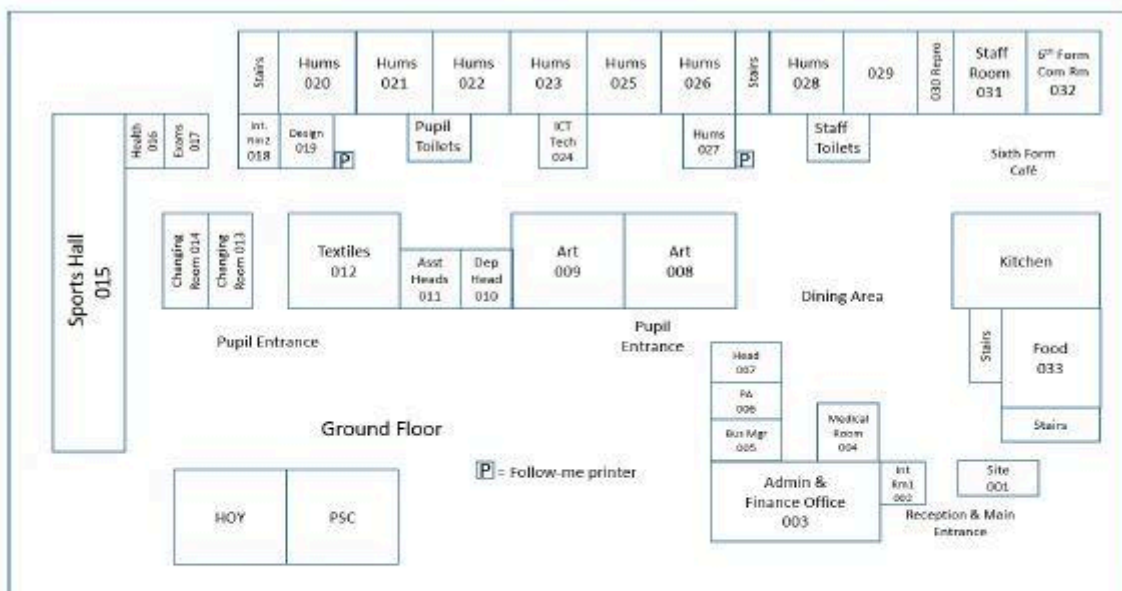 Stairs
Hums
020
Hums
021
Hums
022
Hums
023
Hums
025
Hums
026
Stairs
Hums
028
029
030 Repro
Staff
Room
031
6th Form
Com Rm
032
Health
016
Exams
017
Int.
Rm2
018
Design
019
P
Pupil
Toilets
ICT
Tech
024
Hums
027
P
Staff
Toilets
Sixth Form
Café
Sports Hall
015
Changing
Room 014
Changing
Room 013
Textiles
012
Asst
Heads
011
Dep
Head
010
Art
009
Art
008
Dining Area
Kitchen
Pupil Entrance
Pupil
Entrance
Head
007
PA
006
Bus Mgr
005
Medical
Room
004
Stairs
Food
033
Stairs
Ground Floor
P = Follow-me printer
HOY
PSC
Admin &
Finance Office
003
Int
Rm1
002
Site
001
Reception & Main
Entrance